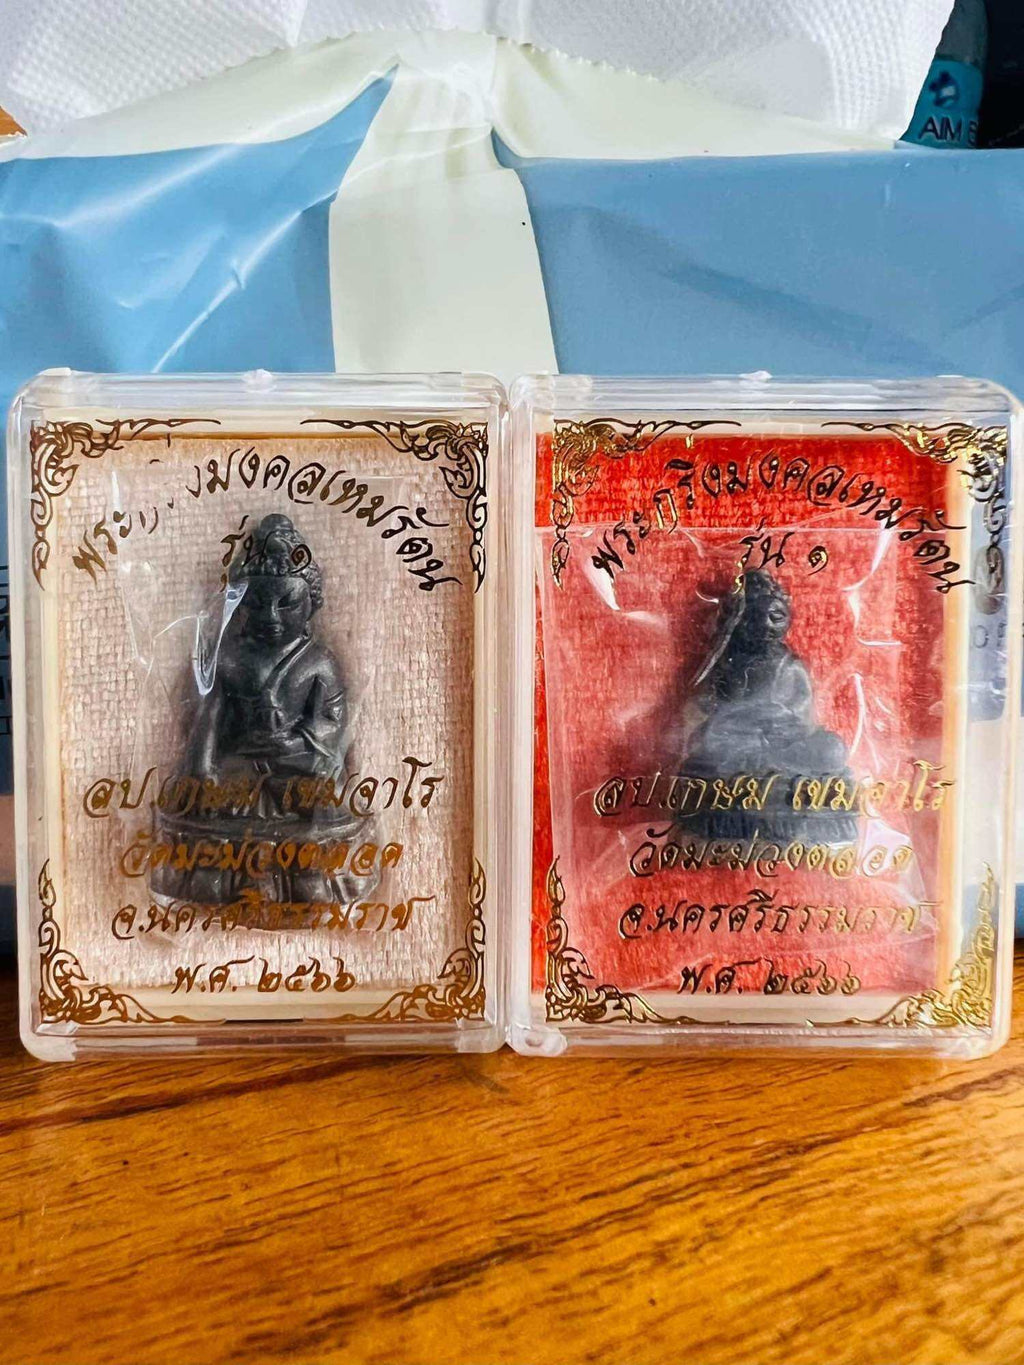 พระกริ่งมงคลเหมรัตน
รุ่น ๑
ลป.เกษม เขมจาโร
วัดมะม่วงตลอด
จ.นครศรีธรรมราช
พ.ศ. ๒๕๖๖
พระกริ่งมงคลเหมรัตน
รุ่น ๑
ลป.เกษม เขมจาโร
วัดมะม่วงตลอด
จ.นครศรีธรรมราช
พ.ศ. ๒๕๖๖
AIM